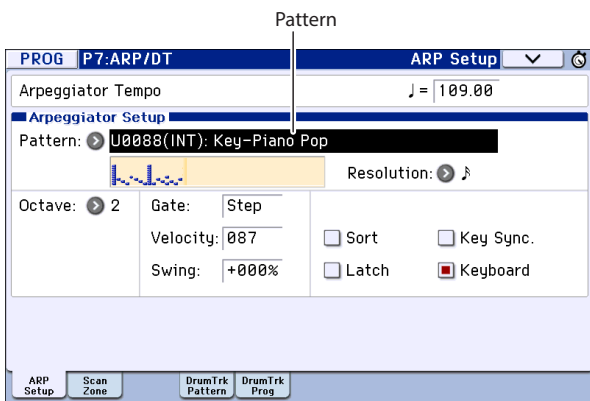 Pattern
PROG P7:ARP/DT ARP Setup
Arpeggiator Tempo ♩= 109.00
Arpeggiator Setup
Pattern: U0088(INT): Key-Piano Pop
Resolution: 𝅘𝅥𝅯
Octave: 2 Gate: Step
Velocity: 087 Sort Key Sync.
Swing: +000% Latch Keyboard
ARP Setup Scan Zone DrumTrk Pattern DrumTrk Prog